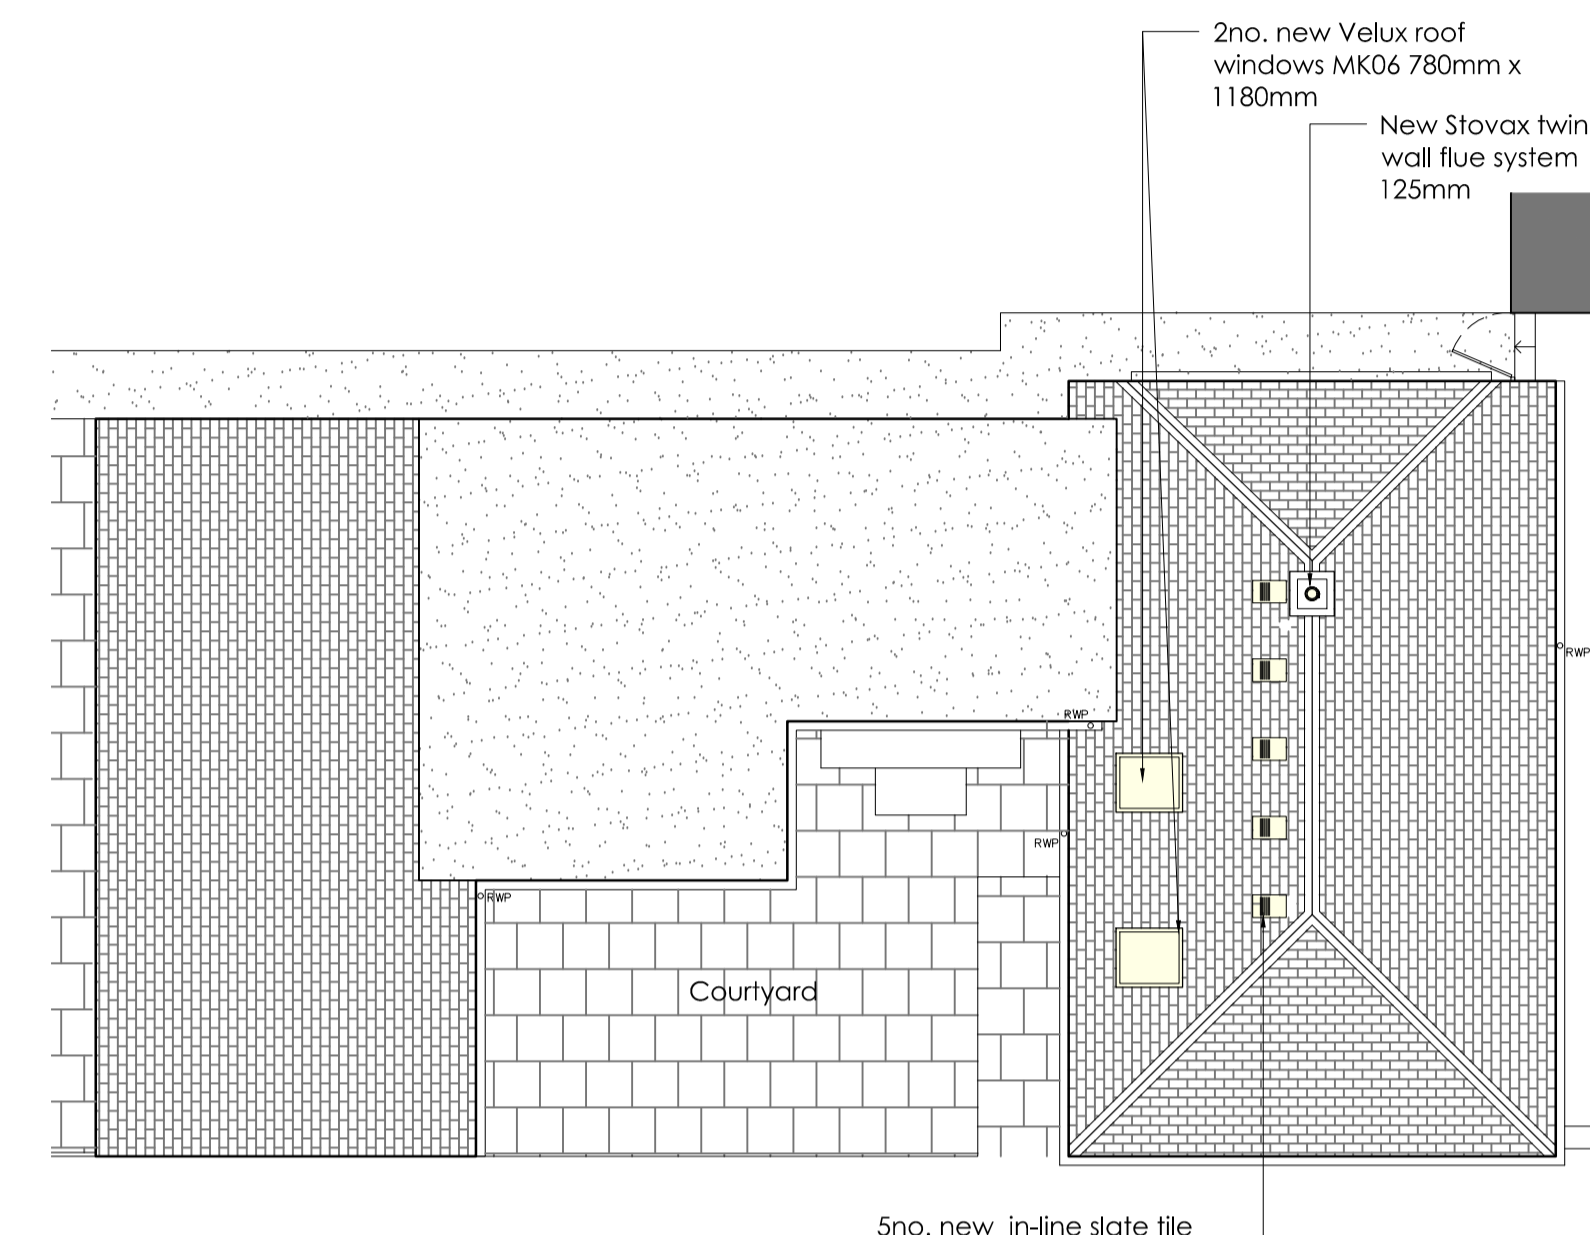 2no. new Velux roof
windows MK06 780mm x
1180mm
New Stovax twin
wall flue system
125mm
RWP
RWP
RWP
RWP
Courtyard
5no. new in-line slate tile